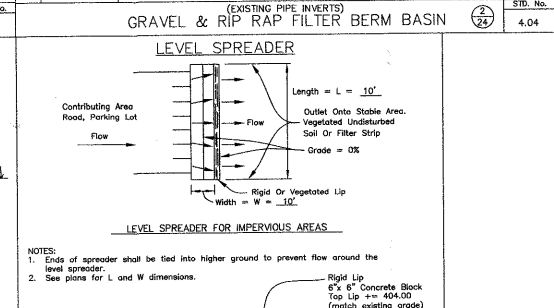 o.
(EXISTING PIPE INVERTS)
GRAVEL & RIP RAP FILTER BERM BASIN
2
24
STD. No.
4.04
LEVEL SPREADER
Length = L = 10'
Contributing Area
Road, Parking Lot
Flow
Flow
Outlet Onto Stable Area.
Vegetated Undisturbed
Soil Or Filter Strip
Grade = 0%
Rigid Or Vegetated Lip
Width = W = 10'
LEVEL SPREADER FOR IMPERVIOUS AREAS
NOTES:
1. Ends of spreader shall be tied into higher ground to prevent flow around the
level spreader.
2. See plans for L and W dimensions.
Rigid Lip
6"x 6" Concrete Block
Top Lip += 404.00
(match existing grade)